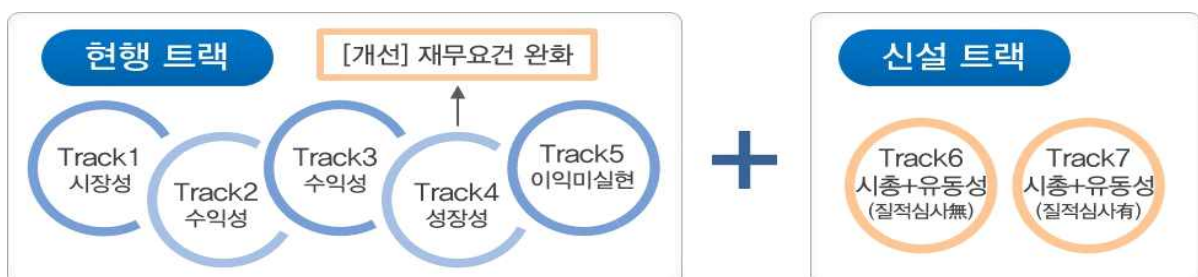 현행 트랙
[개선] 재무요건 완화
Track1
시장성
Track2
수익성
Track3
수익성
Track4
성장성
Track5
이익미실현
+
신설 트랙
Track6
시총+유동성
(질적심사無)
Track7
시총+유동성
(질적심사有)